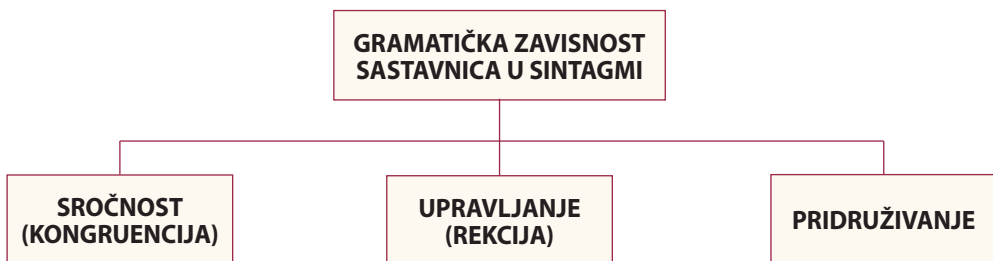 GRAMATIČKA ZAVISNOST
SASTAVNICA U SINTAGMI
SROČNOST
(KONGRUENCIJA)
UPRAVLJANJE
(REKCIJA)
PRIDRUŽIVANJE